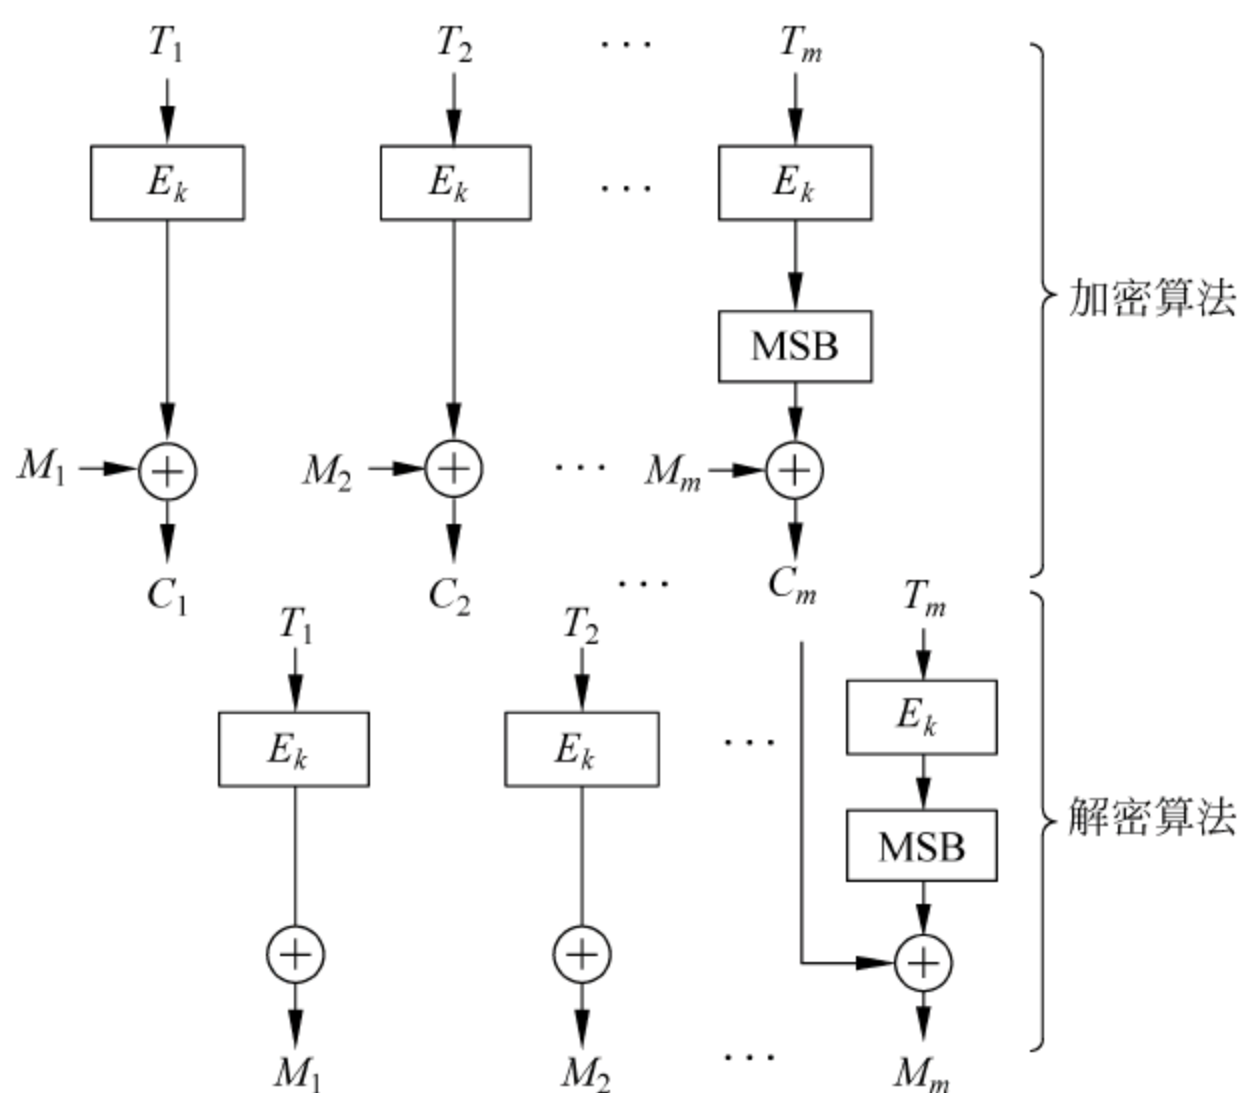 T1 T2 ··· Tm
Ek Ek ··· Ek
加密算法
MSB
M1 + M2 + ··· Mm +
C1 C2 ··· Cm
T1 T2 Tm
Ek Ek ··· Ek
解密算法
MSB
+ + +
M1 M2 ··· Mm